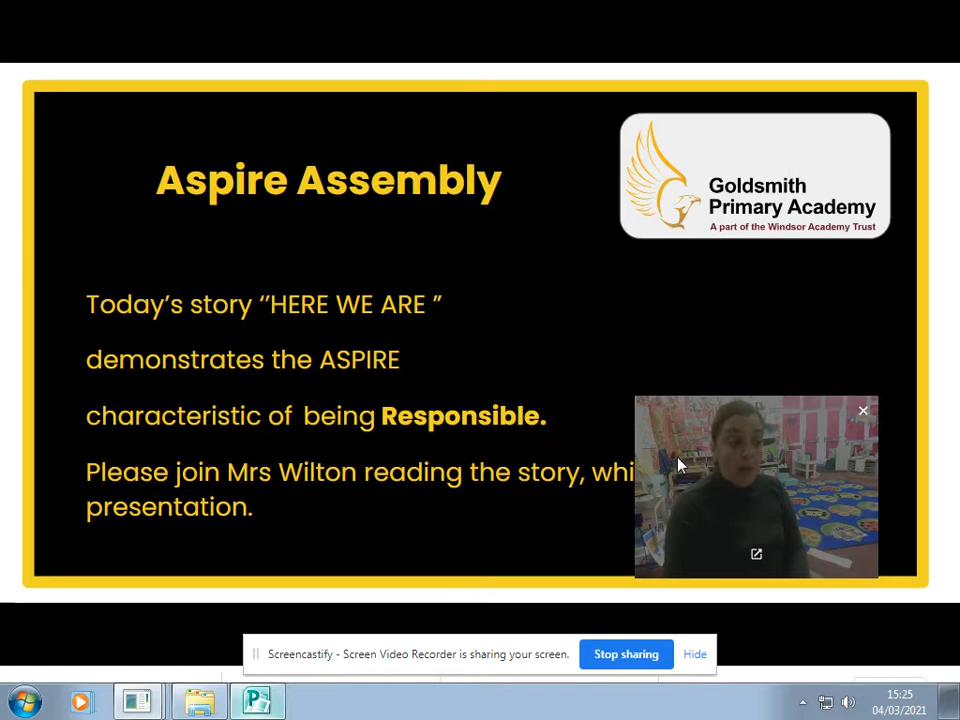 Aspire Assembly
Goldsmith
Primary Academy
A part of the Windsor Academy Trust
Today's story ‘’HERE WE ARE ”
demonstrates the ASPIRE
characteristic of being Responsible.
Please join Mrs Wilton reading the story, whi
presentation.
Screencastify - Screen Video Recorder is sharing your screen.
Stop sharing
Hide
15:25
04/03/2021